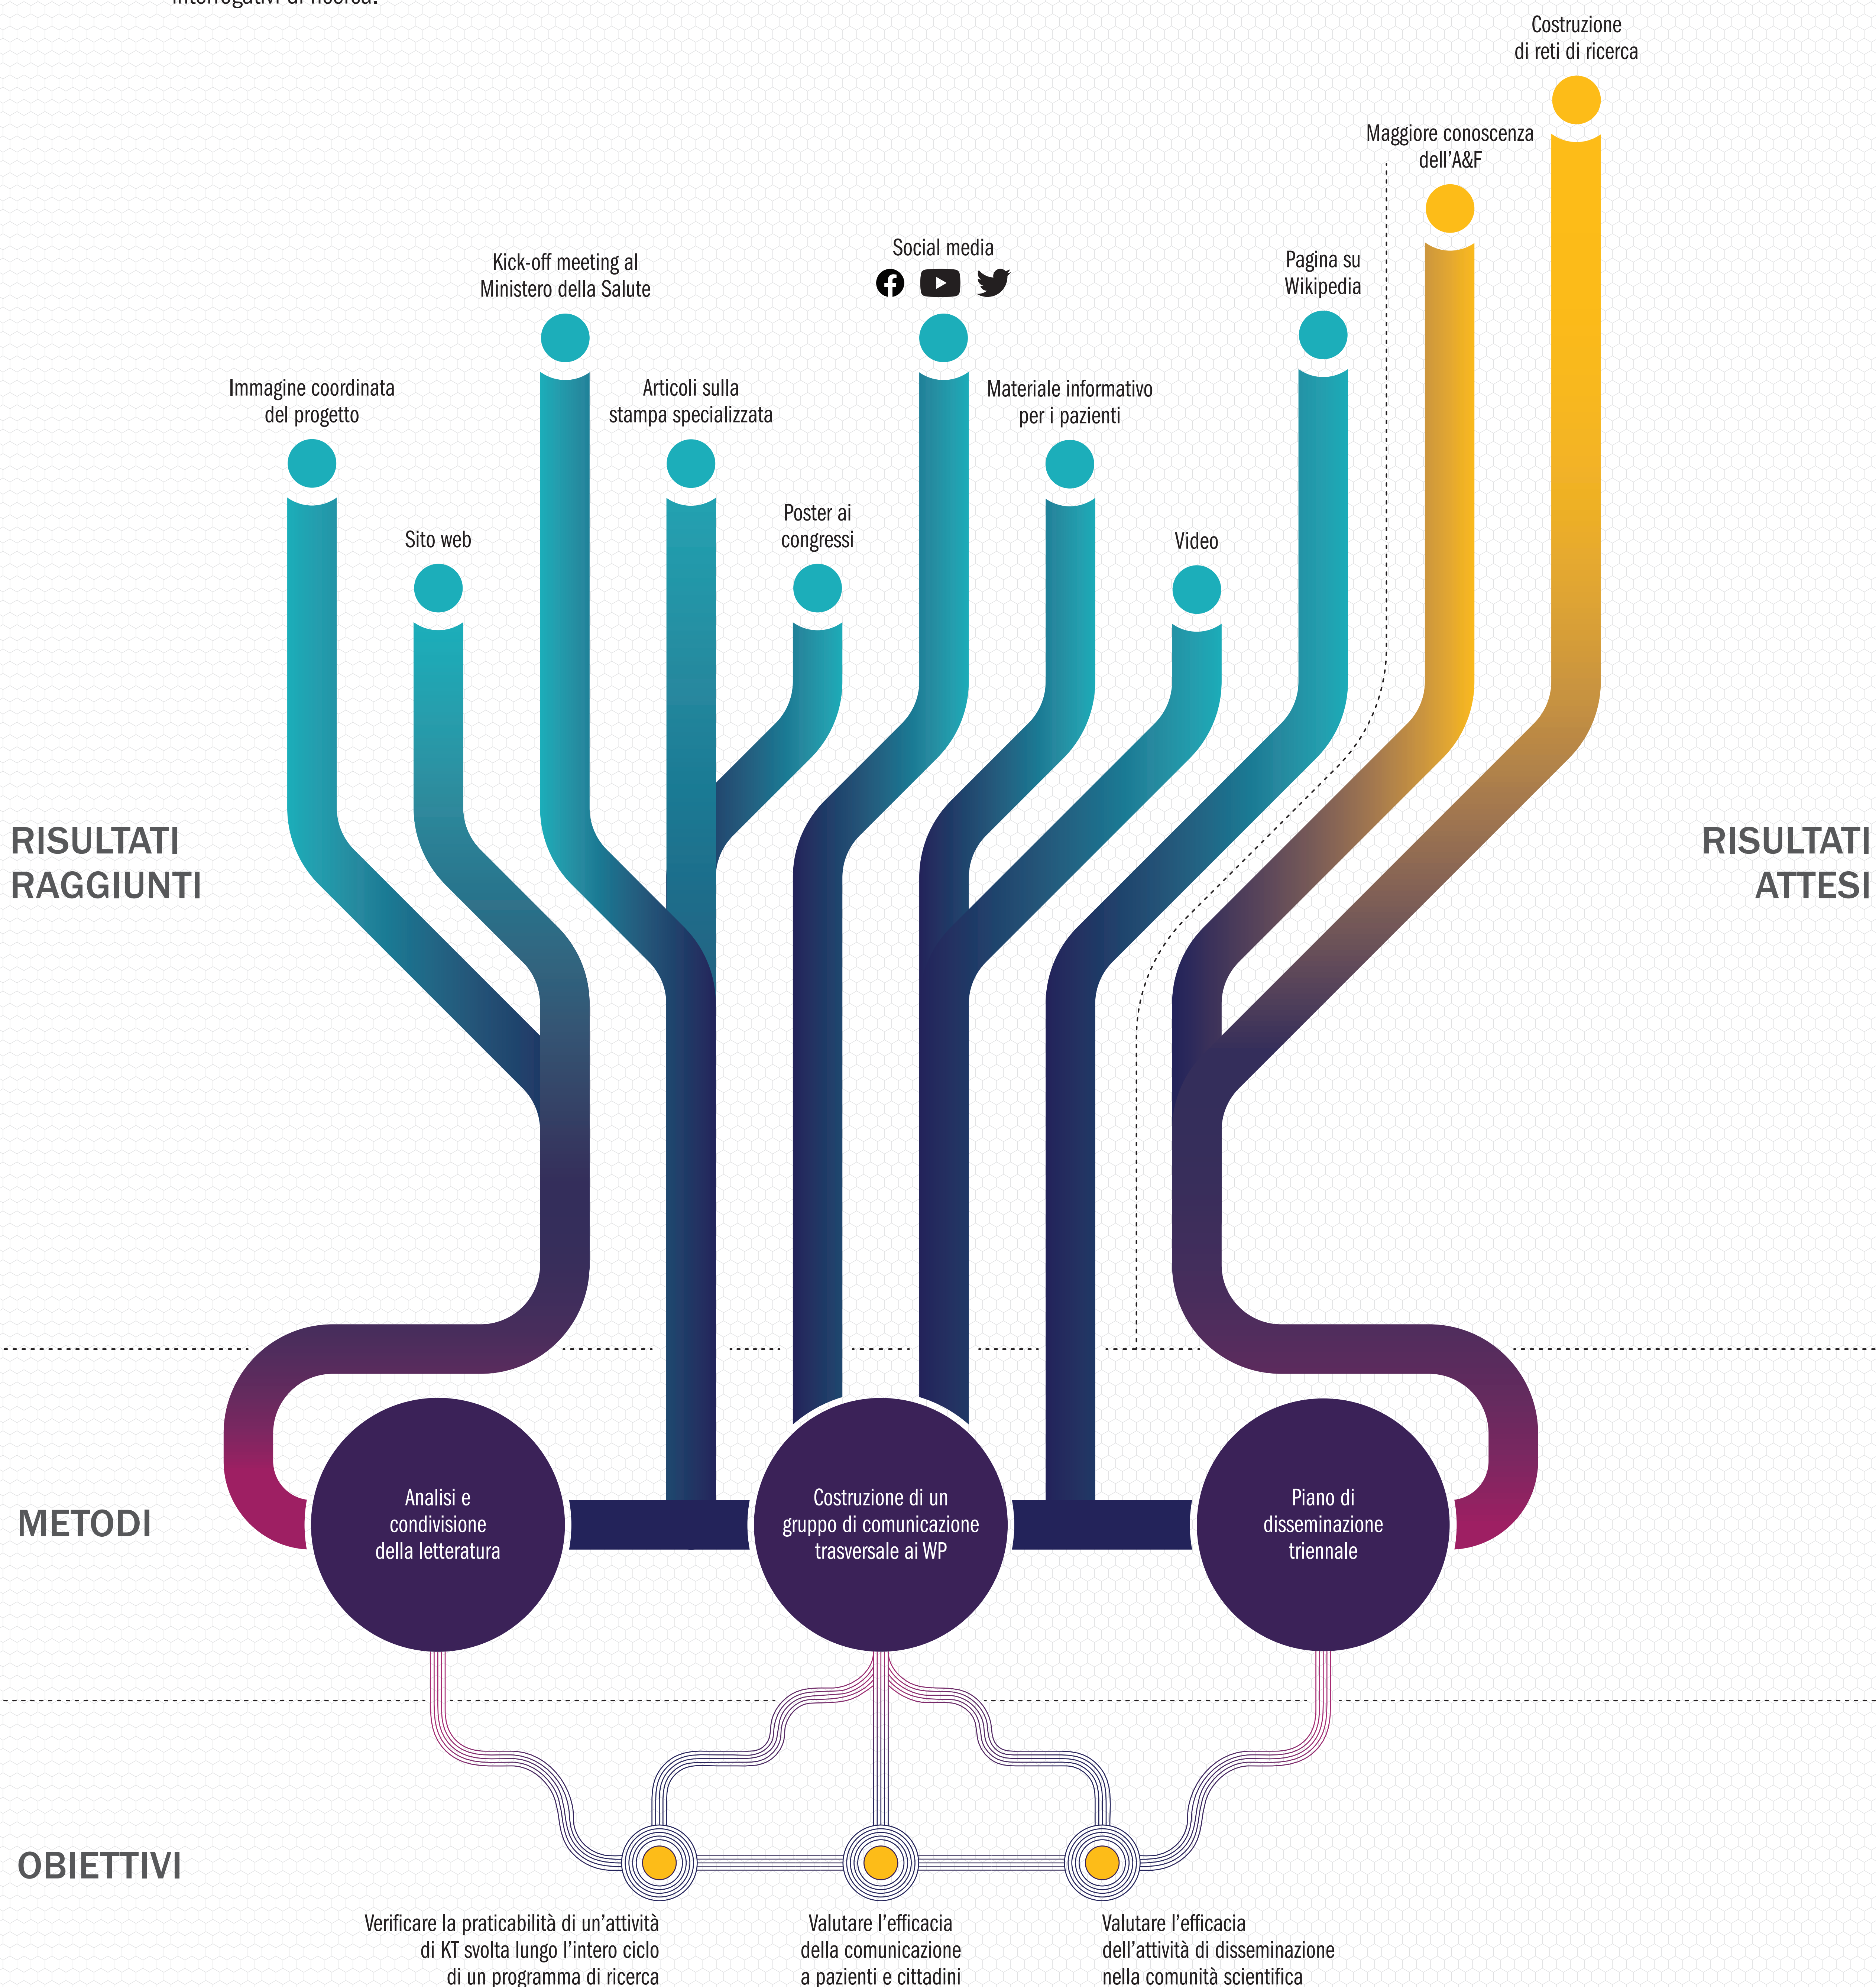 interrogativi di ricerca.
Costruzione
di reti di ricerca
Maggiore conoscenza
dell'A&F
Social media
Kick-off meeting al
Ministero della Salute
Pagina su
Wikipedia
Immagine coordinata
del progetto
Articoli sulla
stampa specializzata
Materiale informativo
per i pazienti
Sito web
Poster ai
congressi
Video
RISULTATI
RAGGIUNTI
RISULTATI
ATTESI
METODI
Analisi e
condivisione
della letteratura
Costruzione di un
gruppo di comunicazione
trasversale ai WP
Piano di
disseminazione
triennale
OBIETTIVI
Verificare la praticabilità di un'attività
di KT svolta lungo l'intero ciclo
di un programma di ricerca
Valutare l'efficacia
della comunicazione
a pazienti e cittadini
Valutare l'efficacia
dell'attività di disseminazione
nella comunità scientifica